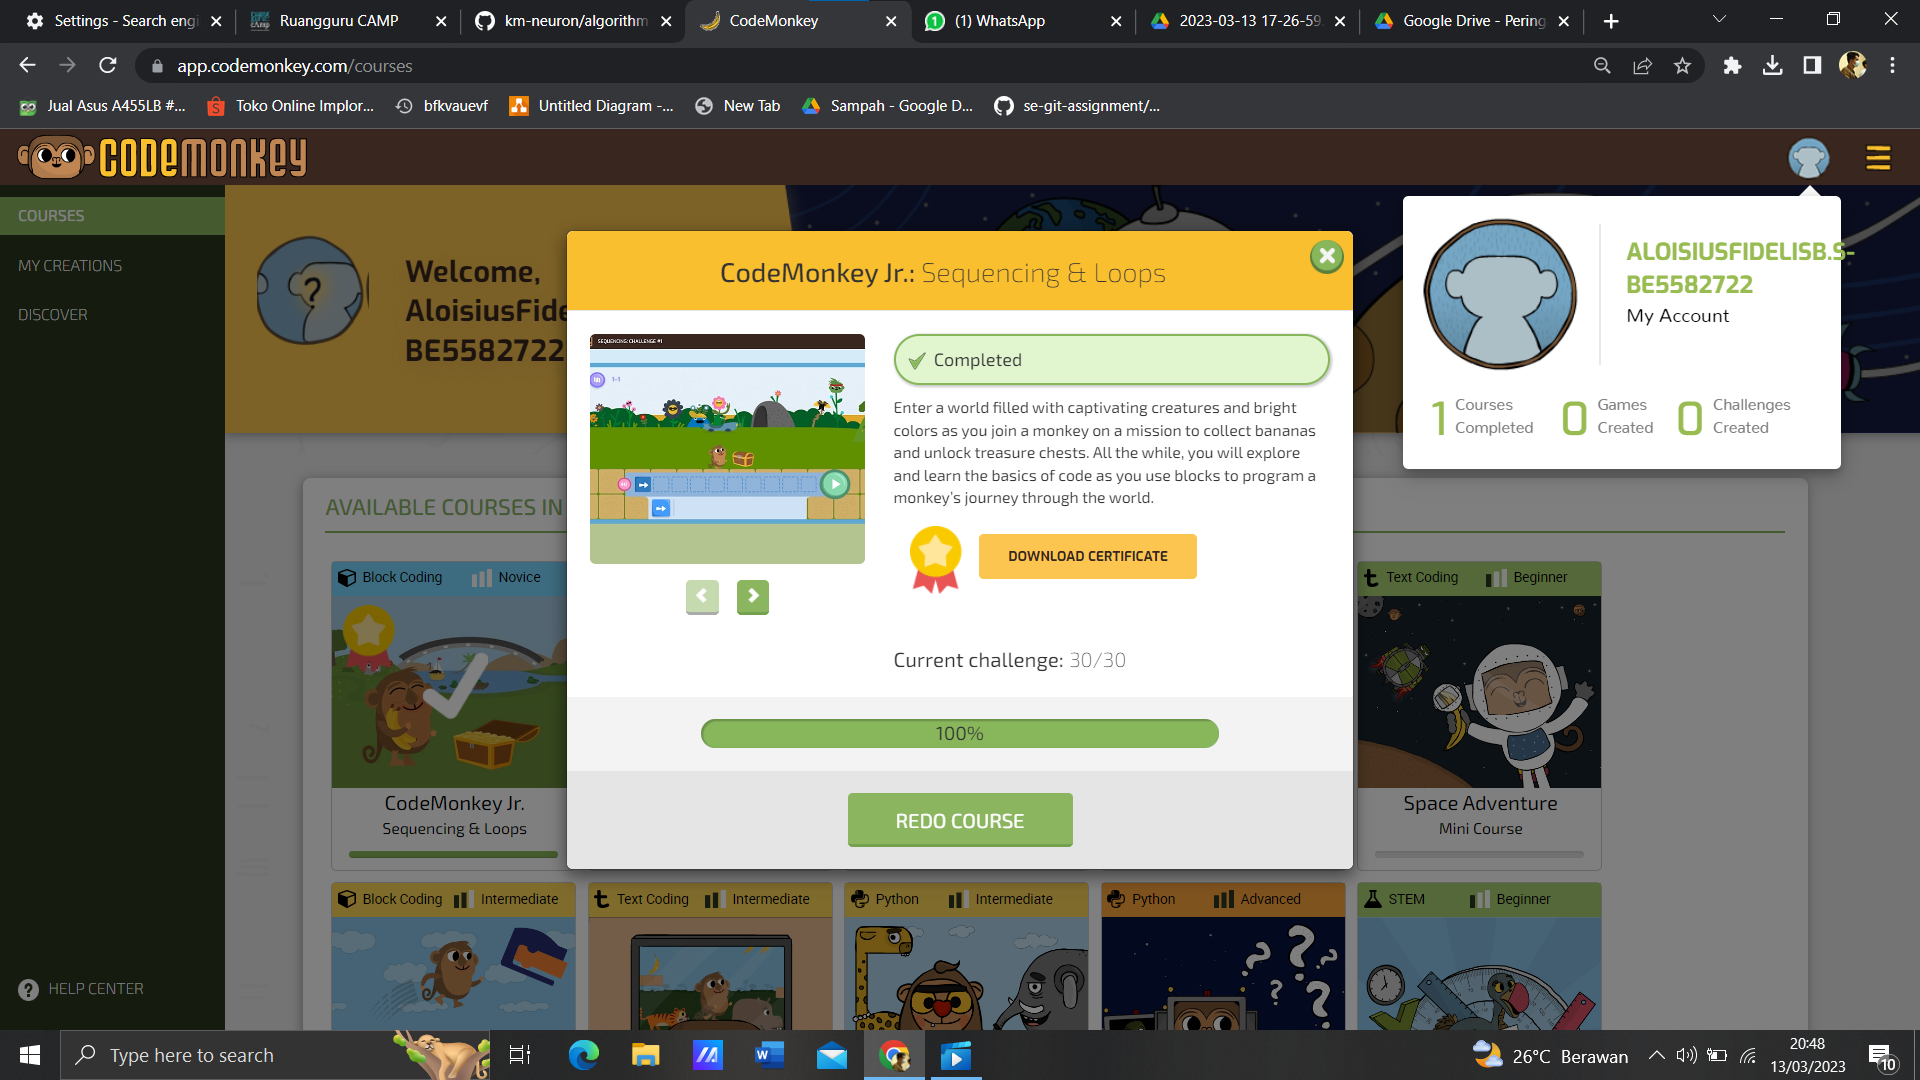 Settings - Search engi
Ruangguru CAMP
km-neuron/algorithm
CodeMonkey
(1) WhatsApp
2023-03-13 17-26-59
Google Drive - Pering
app.codemonkey.com/courses
Jual Asus A455LB #...
Toko Online Implor...
bfkvauevf
Untitled Diagram -...
New Tab
Sampah - Google D...
se-git-assignment/...
CODEMONKEY
COURSES
MY CREATIONS
DISCOVER
HELP CENTER
Welcome,
AloisiusFide
BE5582722
ALOISIUSFIDELISB.S-
BE5582722
My Account
1 Courses Completed
0 Games Created
0 Challenges Created
CodeMonkey Jr.: Sequencing & Loops
SEQUENCING: CHALLENGE #1
1-1
Completed
Enter a world filled with captivating creatures and bright
colors as you join a monkey on a mission to collect bananas
and unlock treasure chests. All the while, you will explore
and learn the basics of code as you use blocks to program a
monkey's journey through the world.
DOWNLOAD CERTIFICATE
Current challenge: 30/30
100%
REDO COURSE
AVAILABLE COURSES IN
Block Coding Novice
CodeMonkey Jr.
Sequencing & Loops
Text Coding Beginner
Space Adventure
Mini Course
Block Coding Intermediate
Text Coding Intermediate
Python Intermediate
Python Advanced
STEM Beginner
Type here to search
26°C Berawan
20:48
13/03/2023
10